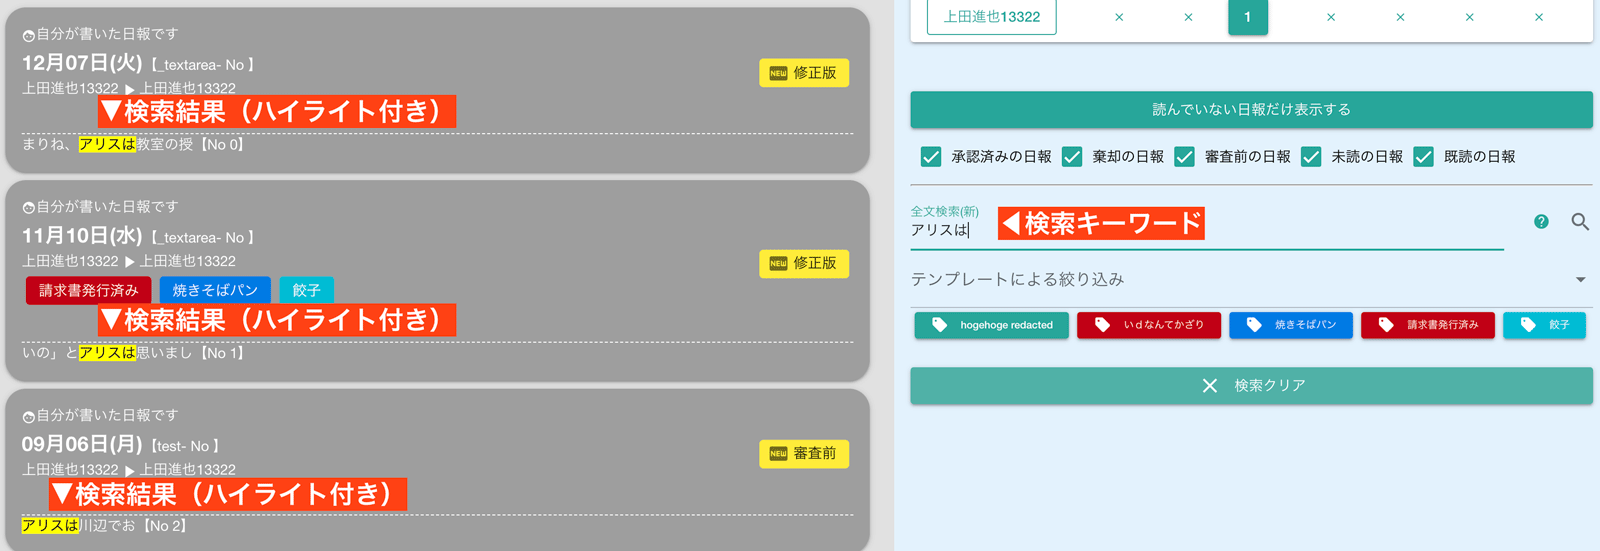 自分が書いた日報です
12月07日(火)【_textarea- No 】
上田進也13322 ▶ 上田進也13322
NEW 修正版
▼検索結果（ハイライト付き）
まりね、アリスは教室の授【No 0】
自分が書いた日報です
11月10日(水)【_textarea- No 】
上田進也13322 ▶ 上田進也13322
NEW 修正版
請求書発行済み 焼きそばパン 餃子
▼検索結果（ハイライト付き）
いの」とアリスは思いまし【No 1】
自分が書いた日報です
09月06日(月)【test- No 】
上田進也13322 ▶ 上田進也13322
NEW 審査前
▼検索結果（ハイライト付き）
アリスは川辺でお【No 2】
上田進也13322 × × 1 × × × ×
読んでいない日報だけ表示する
承認済みの日報 棄却の日報 審査前の日報 未読の日報 既読の日報
全文検索(新)
アリスは
◀検索キーワード
?
テンプレートによる絞り込み
hogehoge redacted いｄなんてかざり 焼きそばパン 請求書発行済み 餃子
× 検索クリア